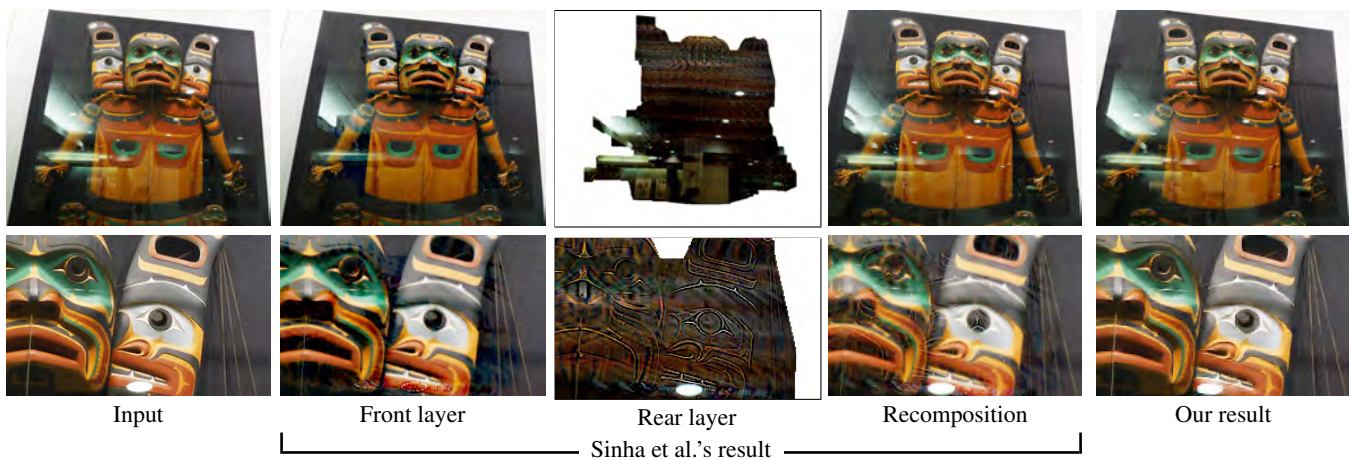 Input
Front layer
Rear layer
Recomposition
Our result
Sinha et al.'s result